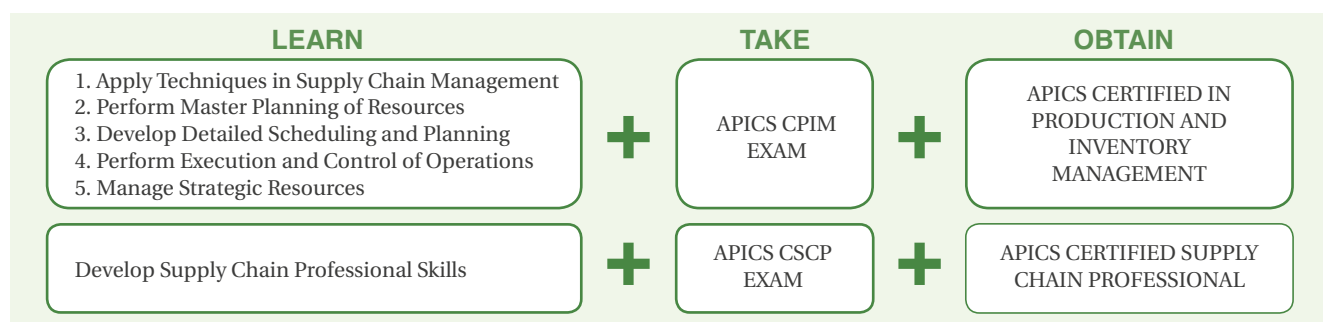 LEARN
TAKE
OBTAIN
1. Apply Techniques in Supply Chain Management
2. Perform Master Planning of Resources
3. Develop Detailed Scheduling and Planning
4. Perform Execution and Control of Operations
5. Manage Strategic Resources
APICS CPIM
EXAM
APICS CERTIFIED IN
PRODUCTION AND
INVENTORY
MANAGEMENT
Develop Supply Chain Professional Skills
APICS CSCP
EXAM
APICS CERTIFIED SUPPLY
CHAIN PROFESSIONAL